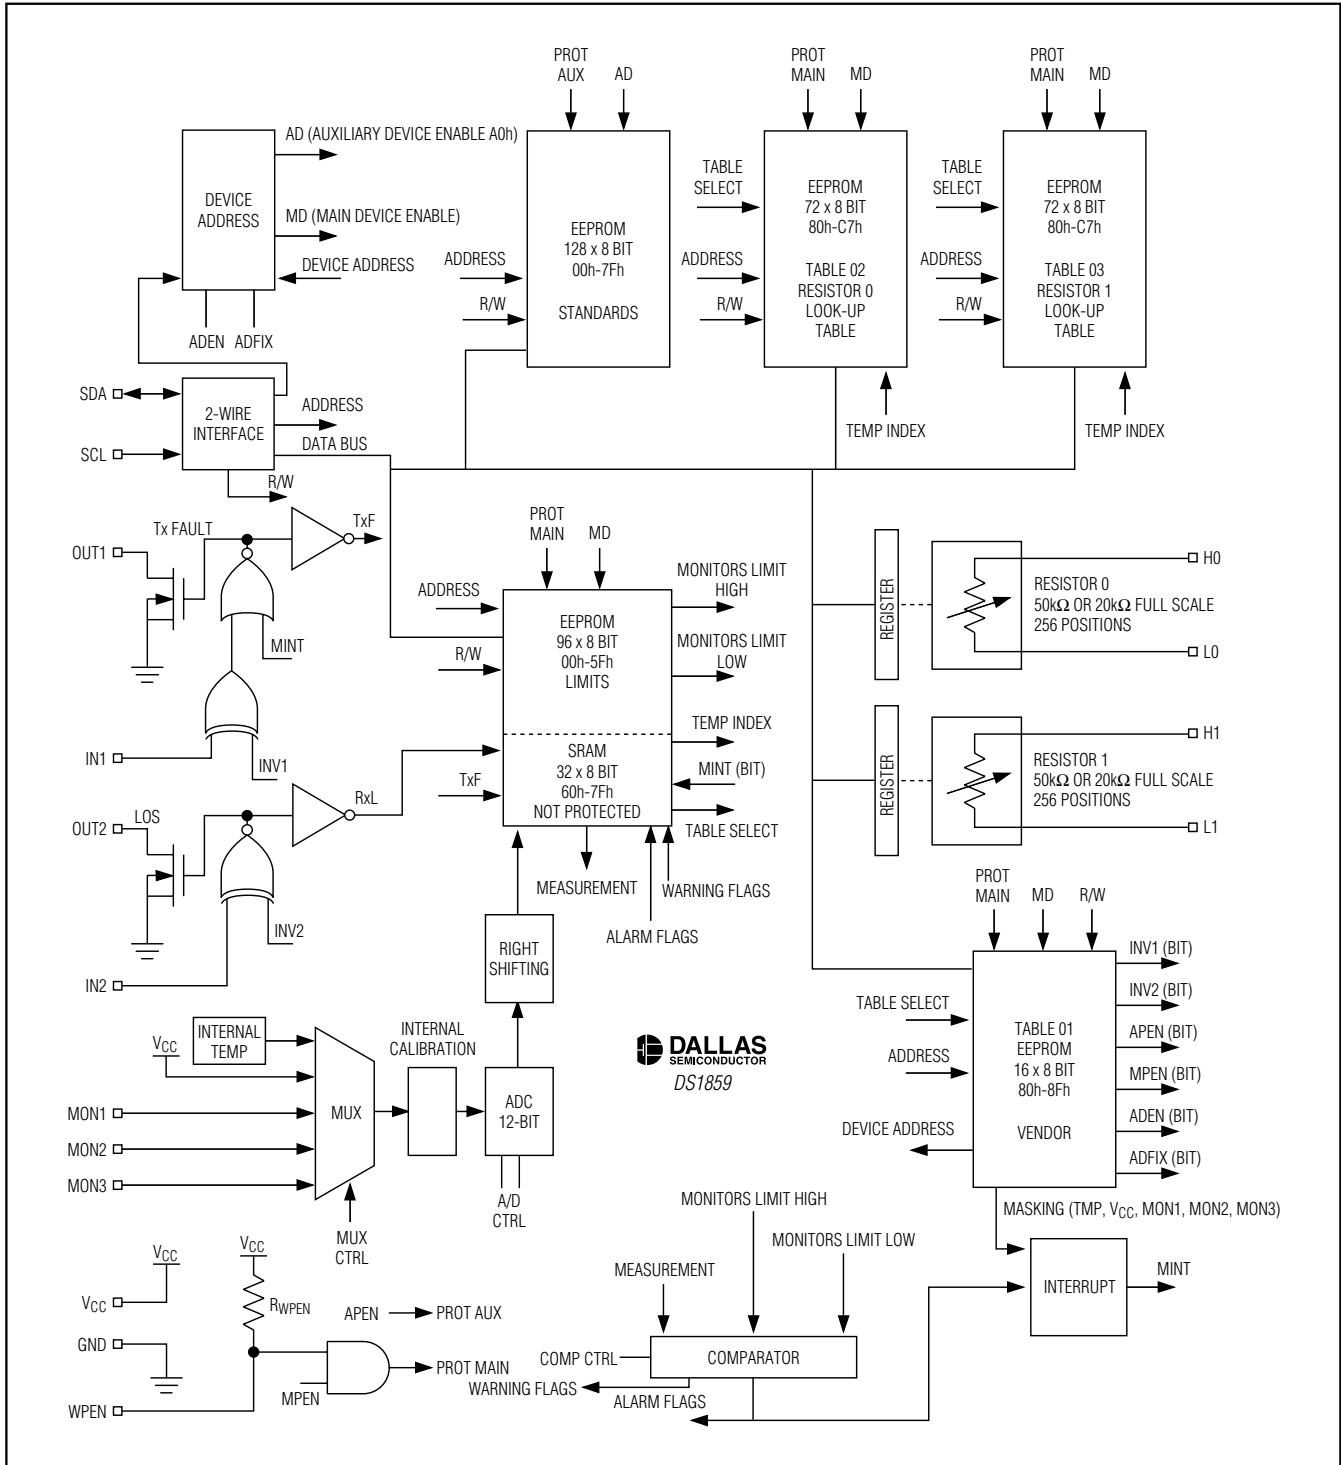 PROT
AUX
AD
PROT
MAIN
MD
PROT
MAIN
MD
AD (AUXILIARY DEVICE ENABLE A0h)
DEVICE
ADDRESS
MD (MAIN DEVICE ENABLE)
DEVICE ADDRESS
ADEN
ADFIX
ADDRESS
R/W
EEPROM
128 x 8 BIT
00h-7Fh
STANDARDS
TABLE
SELECT
ADDRESS
R/W
EEPROM
72 x 8 BIT
80h-C7h
TABLE 02
RESISTOR 0
LOOK-UP
TABLE
TEMP INDEX
TABLE
SELECT
ADDRESS
R/W
EEPROM
72 x 8 BIT
80h-C7h
TABLE 03
RESISTOR 1
LOOK-UP
TABLE
TEMP INDEX
SDA
SCL
2-WIRE
INTERFACE
ADDRESS
DATA BUS
R/W
Tx FAULT
TxF
OUT1
MINT
IN1
INV1
RxL
LOS
OUT2
INV2
IN2
PROT
MAIN
MD
ADDRESS
R/W
TxF
EEPROM
96 x 8 BIT
00h-5Fh
LIMITS
SRAM
32 x 8 BIT
60h-7Fh
NOT PROTECTED
MONITORS LIMIT
HIGH
MONITORS LIMIT
LOW
TEMP INDEX
MINT (BIT)
TABLE SELECT
MEASUREMENT
WARNING FLAGS
ALARM FLAGS
REGISTER
RESISTOR 0
50kΩ OR 20kΩ FULL SCALE
256 POSITIONS
H0
L0
REGISTER
RESISTOR 1
50kΩ OR 20kΩ FULL SCALE
256 POSITIONS
H1
L1
RIGHT
SHIFTING
INTERNAL
TEMP
VCC
MON1
MON2
MON3
MUX
MUX
CTRL
INTERNAL
CALIBRATION
ADC
12-BIT
A/D
CTRL
DALLAS
SEMICONDUCTOR
DS1859
PROT
MAIN
MD
R/W
TABLE SELECT
ADDRESS
DEVICE ADDRESS
TABLE 01
EEPROM
16 x 8 BIT
80h-8Fh
VENDOR
INV1 (BIT)
INV2 (BIT)
APEN (BIT)
MPEN (BIT)
ADEN (BIT)
ADFIX (BIT)
MASKING (TMP, VCC, MON1, MON2, MON3)
INTERRUPT
MINT
VCC
VCC
GND
WPEN
VCC
RWPEN
APEN
PROT AUX
MPEN
PROT MAIN
MEASUREMENT
MONITORS LIMIT HIGH
MONITORS LIMIT LOW
COMP CTRL
COMPARATOR
WARNING FLAGS
ALARM FLAGS